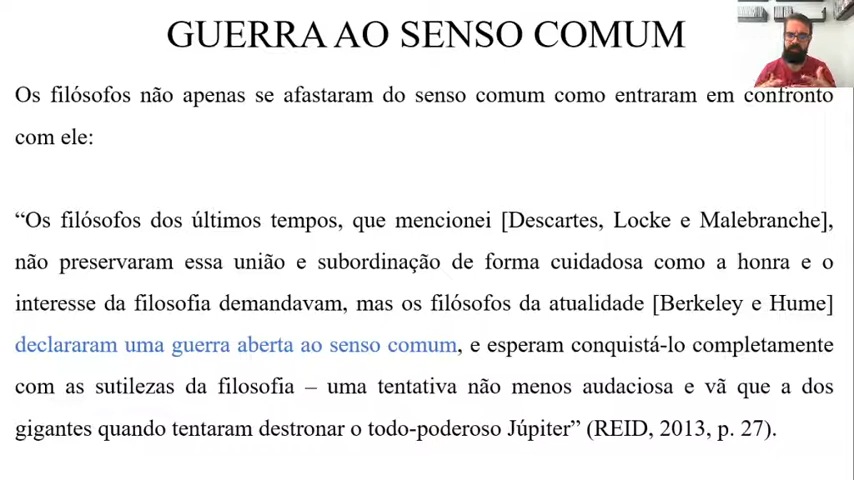 GUERRA AO SENSO COMUM
Os filósofos não apenas se afastaram do senso comum como entraram em confronto
com ele:
“Os filósofos dos últimos tempos, que mencionei [Descartes, Locke e Malebranche],
não preservaram essa união e subordinação de forma cuidadosa como a honra e o
interesse da filosofia demandavam, mas os filósofos da atualidade [Berkeley e Hume]
declararam uma guerra aberta ao senso comum, e esperam conquistá-lo completamente
com as sutilezas da filosofia – uma tentativa não menos audaciosa e vã que a dos
gigantes quando tentaram destronar o todo-poderoso Júpiter” (REID, 2013, p. 27).